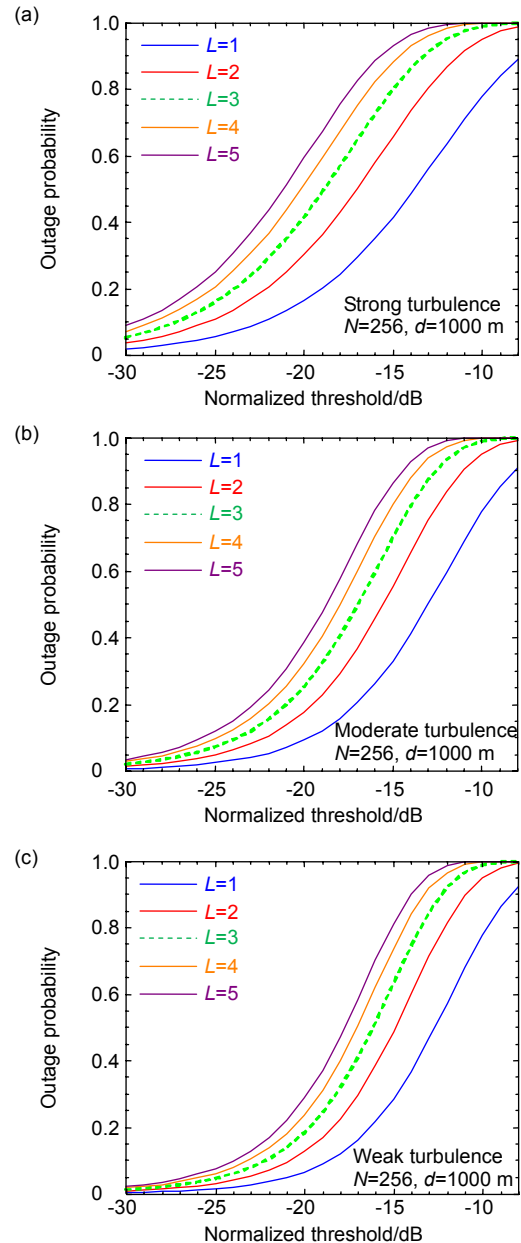 (a)
1.0
0.8
0.6
0.4
0.2
0
Outage probability
L=1
L=2
L=3
L=4
L=5
Strong turbulence
N=256, d=1000 m
-30 -25 -20 -15 -10
Normalized threshold/dB
(b)
1.0
0.8
0.6
0.4
0.2
0
Outage probability
L=1
L=2
L=3
L=4
L=5
Moderate turbulence
N=256, d=1000 m
-30 -25 -20 -15 -10
Normalized threshold/dB
(c)
1.0
0.8
0.6
0.4
0.2
0
Outage probability
L=1
L=2
L=3
L=4
L=5
Weak turbulence
N=256, d=1000 m
-30 -25 -20 -15 -10
Normalized threshold/dB